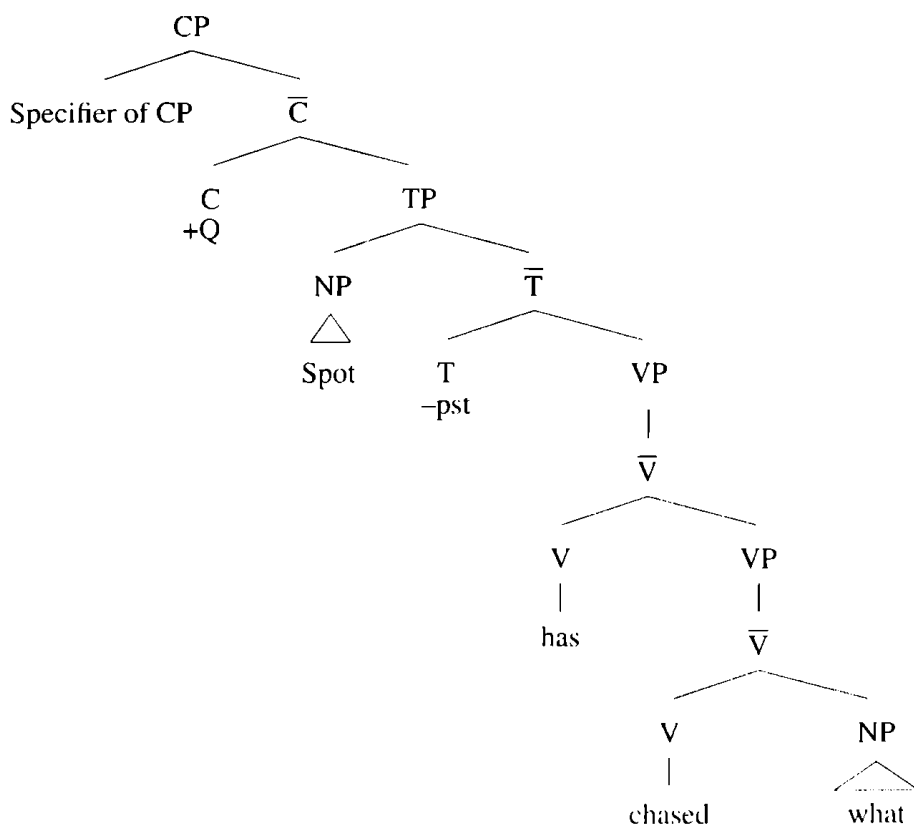 CP
Specifier of CP C̅
C TP
+Q
NP T̅
Spot T VP
–pst
V̅
V VP
has V̅
V NP
chased what